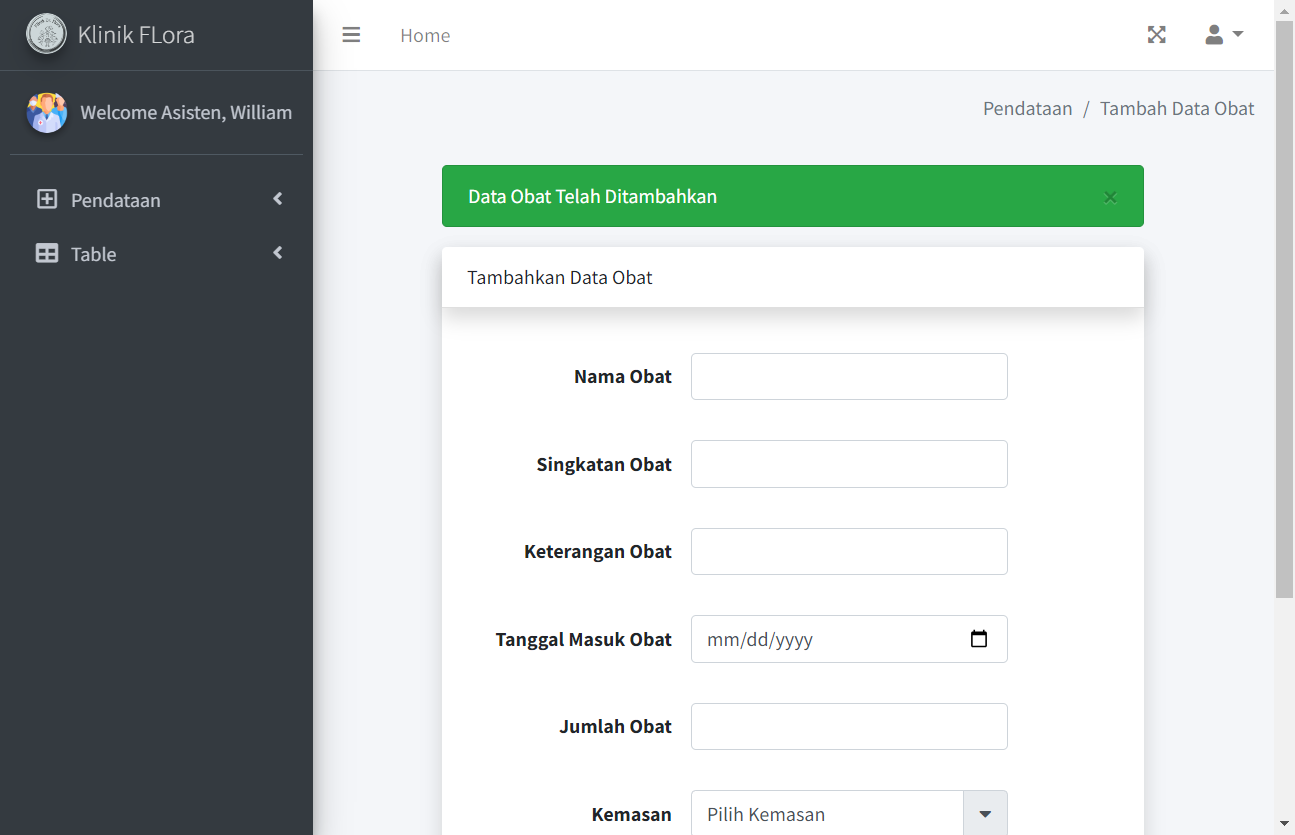 Klinik FLora
Home
Welcome Asisten, William
Pendataan / Tambah Data Obat
Pendataan
Table
Data Obat Telah Ditambahkan
×
Tambahkan Data Obat
Nama Obat
Singkatan Obat
Keterangan Obat
Tanggal Masuk Obat
mm/dd/yyyy
Jumlah Obat
Kemasan
Pilih Kemasan